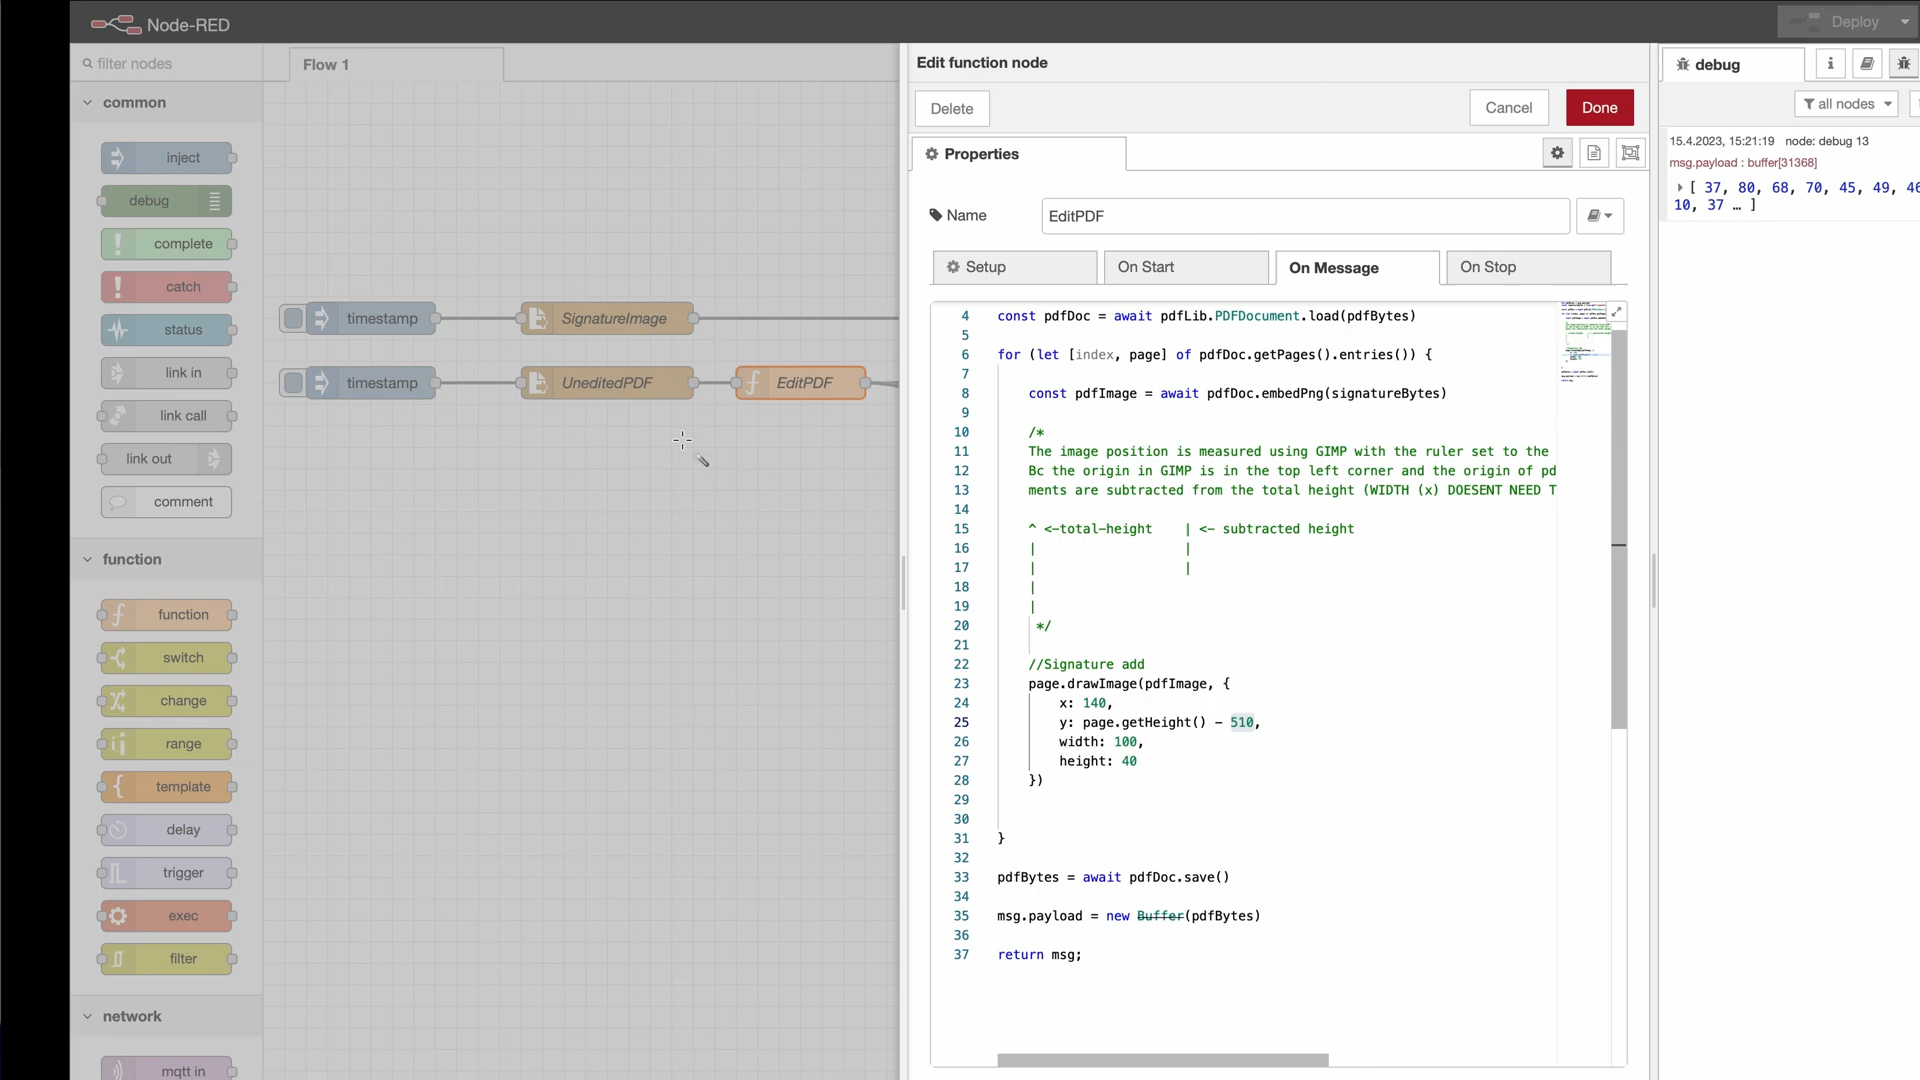 Node-RED
Deploy
filter nodes
Flow 1
common
inject
debug
complete
catch
status
link in
link call
link out
comment
function
function
switch
change
range
template
delay
trigger
exec
filter
network
mqtt in
timestamp
SignatureImage
timestamp
UneditedPDF
EditPDF
Edit function node
Delete
Cancel
Done
Properties
Name
EditPDF
Setup
On Start
On Message
On Stop
4 const pdfDoc = await pdfLib.PDFDocument.load(pdfBytes)
5
6 for (let [index, page] of pdfDoc.getPages().entries()) {
7
8 const pdfImage = await pdfDoc.embedPng(signatureBytes)
9
10 /*
11 The image position is measured using GIMP with the ruler set to the
12 Bc the origin in GIMP is in the top left corner and the origin of pd
13 ments are subtracted from the total height (WIDTH (x) DOESENT NEED T
14
15 ^ <-total-height | <- subtracted height
16 | |
17 | |
18 |
19 |
20 */
21
22 //Signature add
23 page.drawImage(pdfImage, {
24 x: 140,
25 y: page.getHeight() - 510,
26 width: 100,
27 height: 40
28 })
29
30
31 }
32
33 pdfBytes = await pdfDoc.save()
34
35 msg.payload = new Buffer(pdfBytes)
36
37 return msg;
debug
i
all nodes
15.4.2023, 15:21:19 node: debug 13
msg.payload : buffer[31368]
[ 37, 80, 68, 70, 45, 49, 46
10, 37 … ]